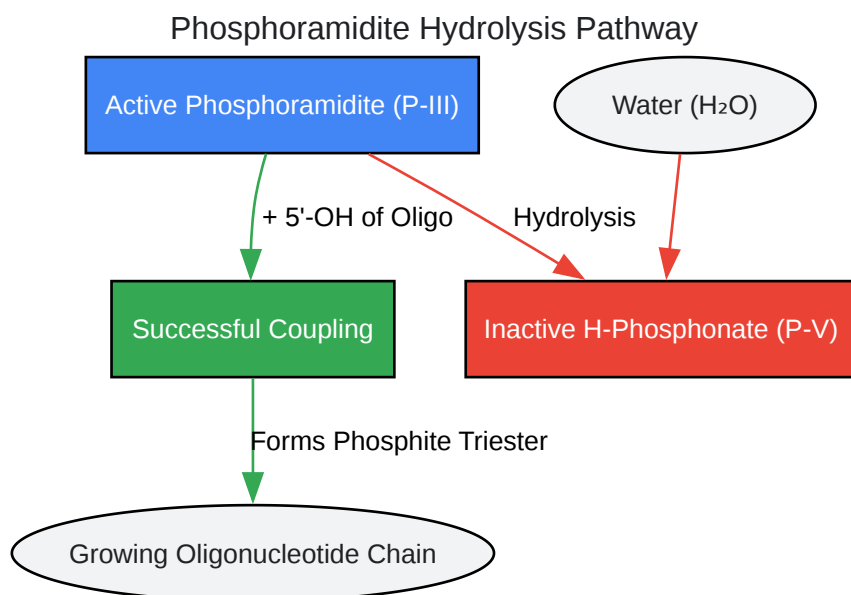 Phosphoramidite Hydrolysis Pathway
Active Phosphoramidite (P-III)
Water (H₂O)
+ 5'-OH of Oligo
Hydrolysis
Successful Coupling
Inactive H-Phosphonate (P-V)
Forms Phosphite Triester
Growing Oligonucleotide Chain